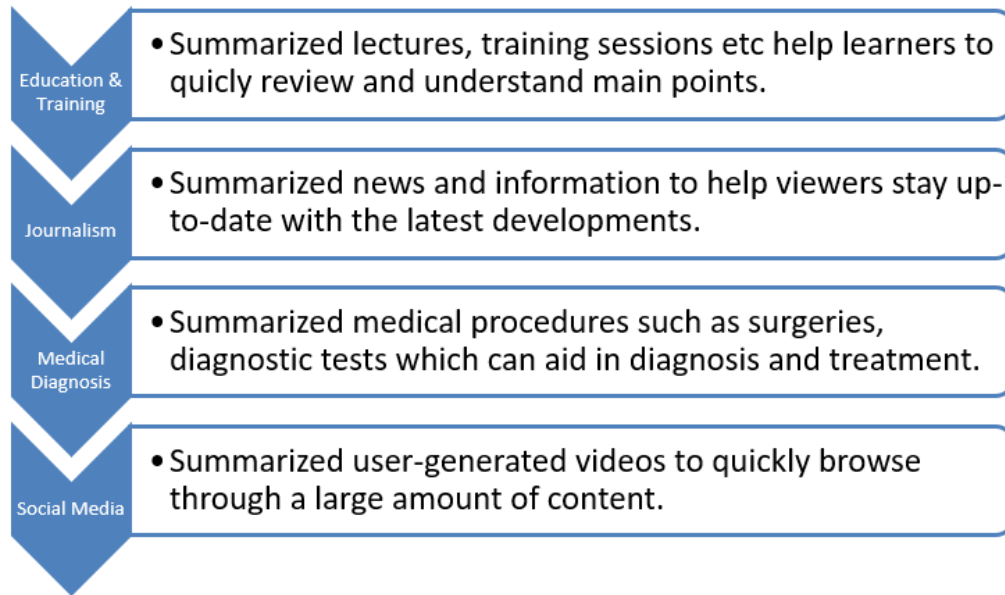 Education &
Training
• Summarized lectures, training sessions etc help learners to
quicly review and understand main points.
Journalism
• Summarized news and information to help viewers stay up-
to-date with the latest developments.
Medical
Diagnosis
• Summarized medical procedures such as surgeries,
diagnostic tests which can aid in diagnosis and treatment.
Social Media
• Summarized user-generated videos to quickly browse
through a large amount of content.